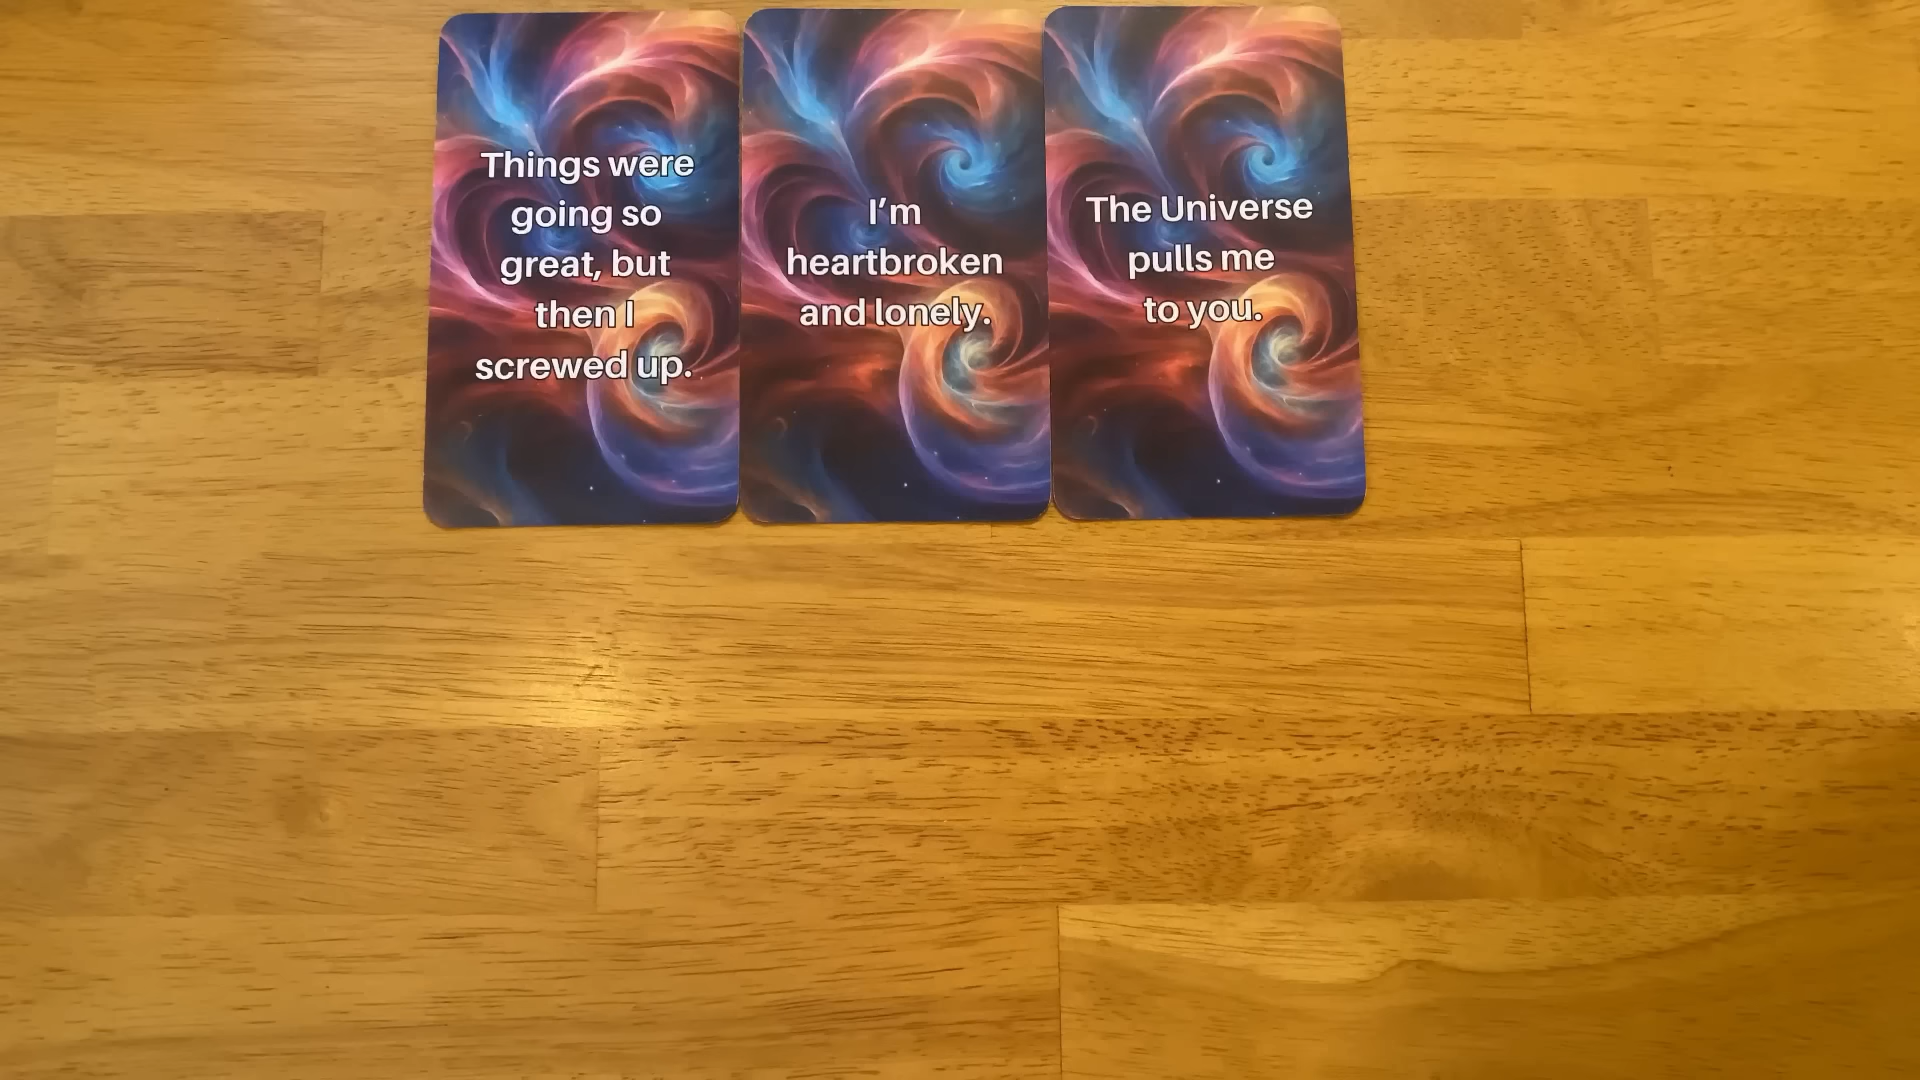 Things were
going so
great, but
then I
screwed up.
I’m
heartbroken
and lonely.
The Universe
pulls me
to you.